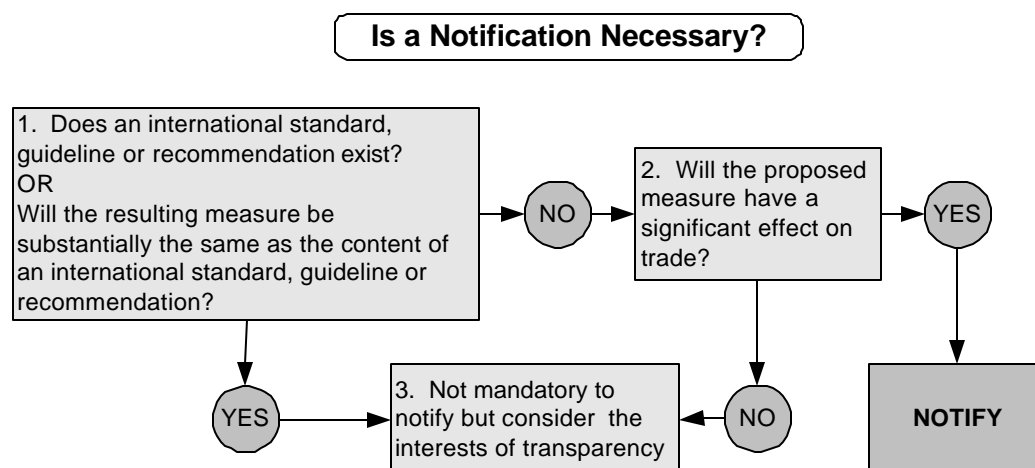 Is a Notification Necessary?
1. Does an international standard,
guideline or recommendation exist?
OR
Will the resulting measure be
substantially the same as the content of
an international standard, guideline or
recommendation?
NO
2. Will the proposed
measure have a
significant effect on
trade?
YES
YES
3. Not mandatory to
notify but consider the
interests of transparency
NO
NOTIFY